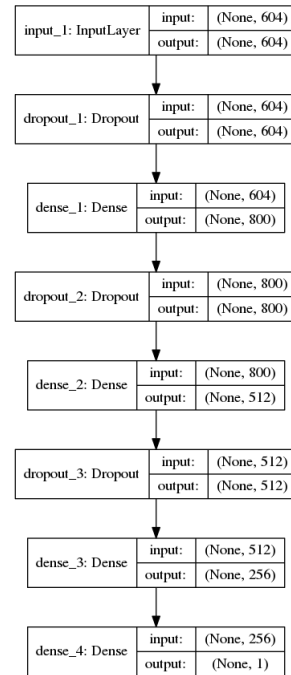 input_1: InputLayer
input: (None, 604)
output: (None, 604)
dropout_1: Dropout
input: (None, 604)
output: (None, 604)
dense_1: Dense
input: (None, 604)
output: (None, 800)
dropout_2: Dropout
input: (None, 800)
output: (None, 800)
dense_2: Dense
input: (None, 800)
output: (None, 512)
dropout_3: Dropout
input: (None, 512)
output: (None, 512)
dense_3: Dense
input: (None, 512)
output: (None, 256)
dense_4: Dense
input: (None, 256)
output: (None, 1)